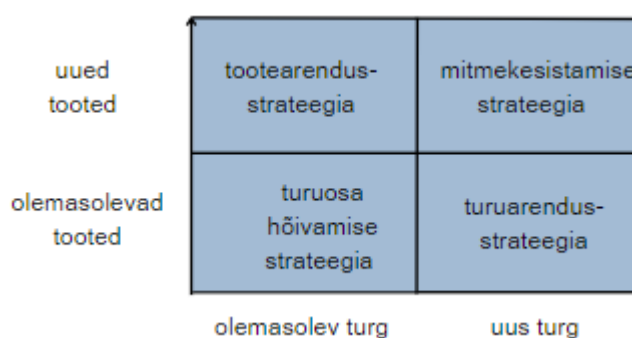 uued
tooted
tootearendus-
strateegia
mitmekesistamise
strateegia
olemasolevad
tooted
turuosa
hõivamise
strateegia
turuarendus-
strateegia
olemasolev turg
uus turg